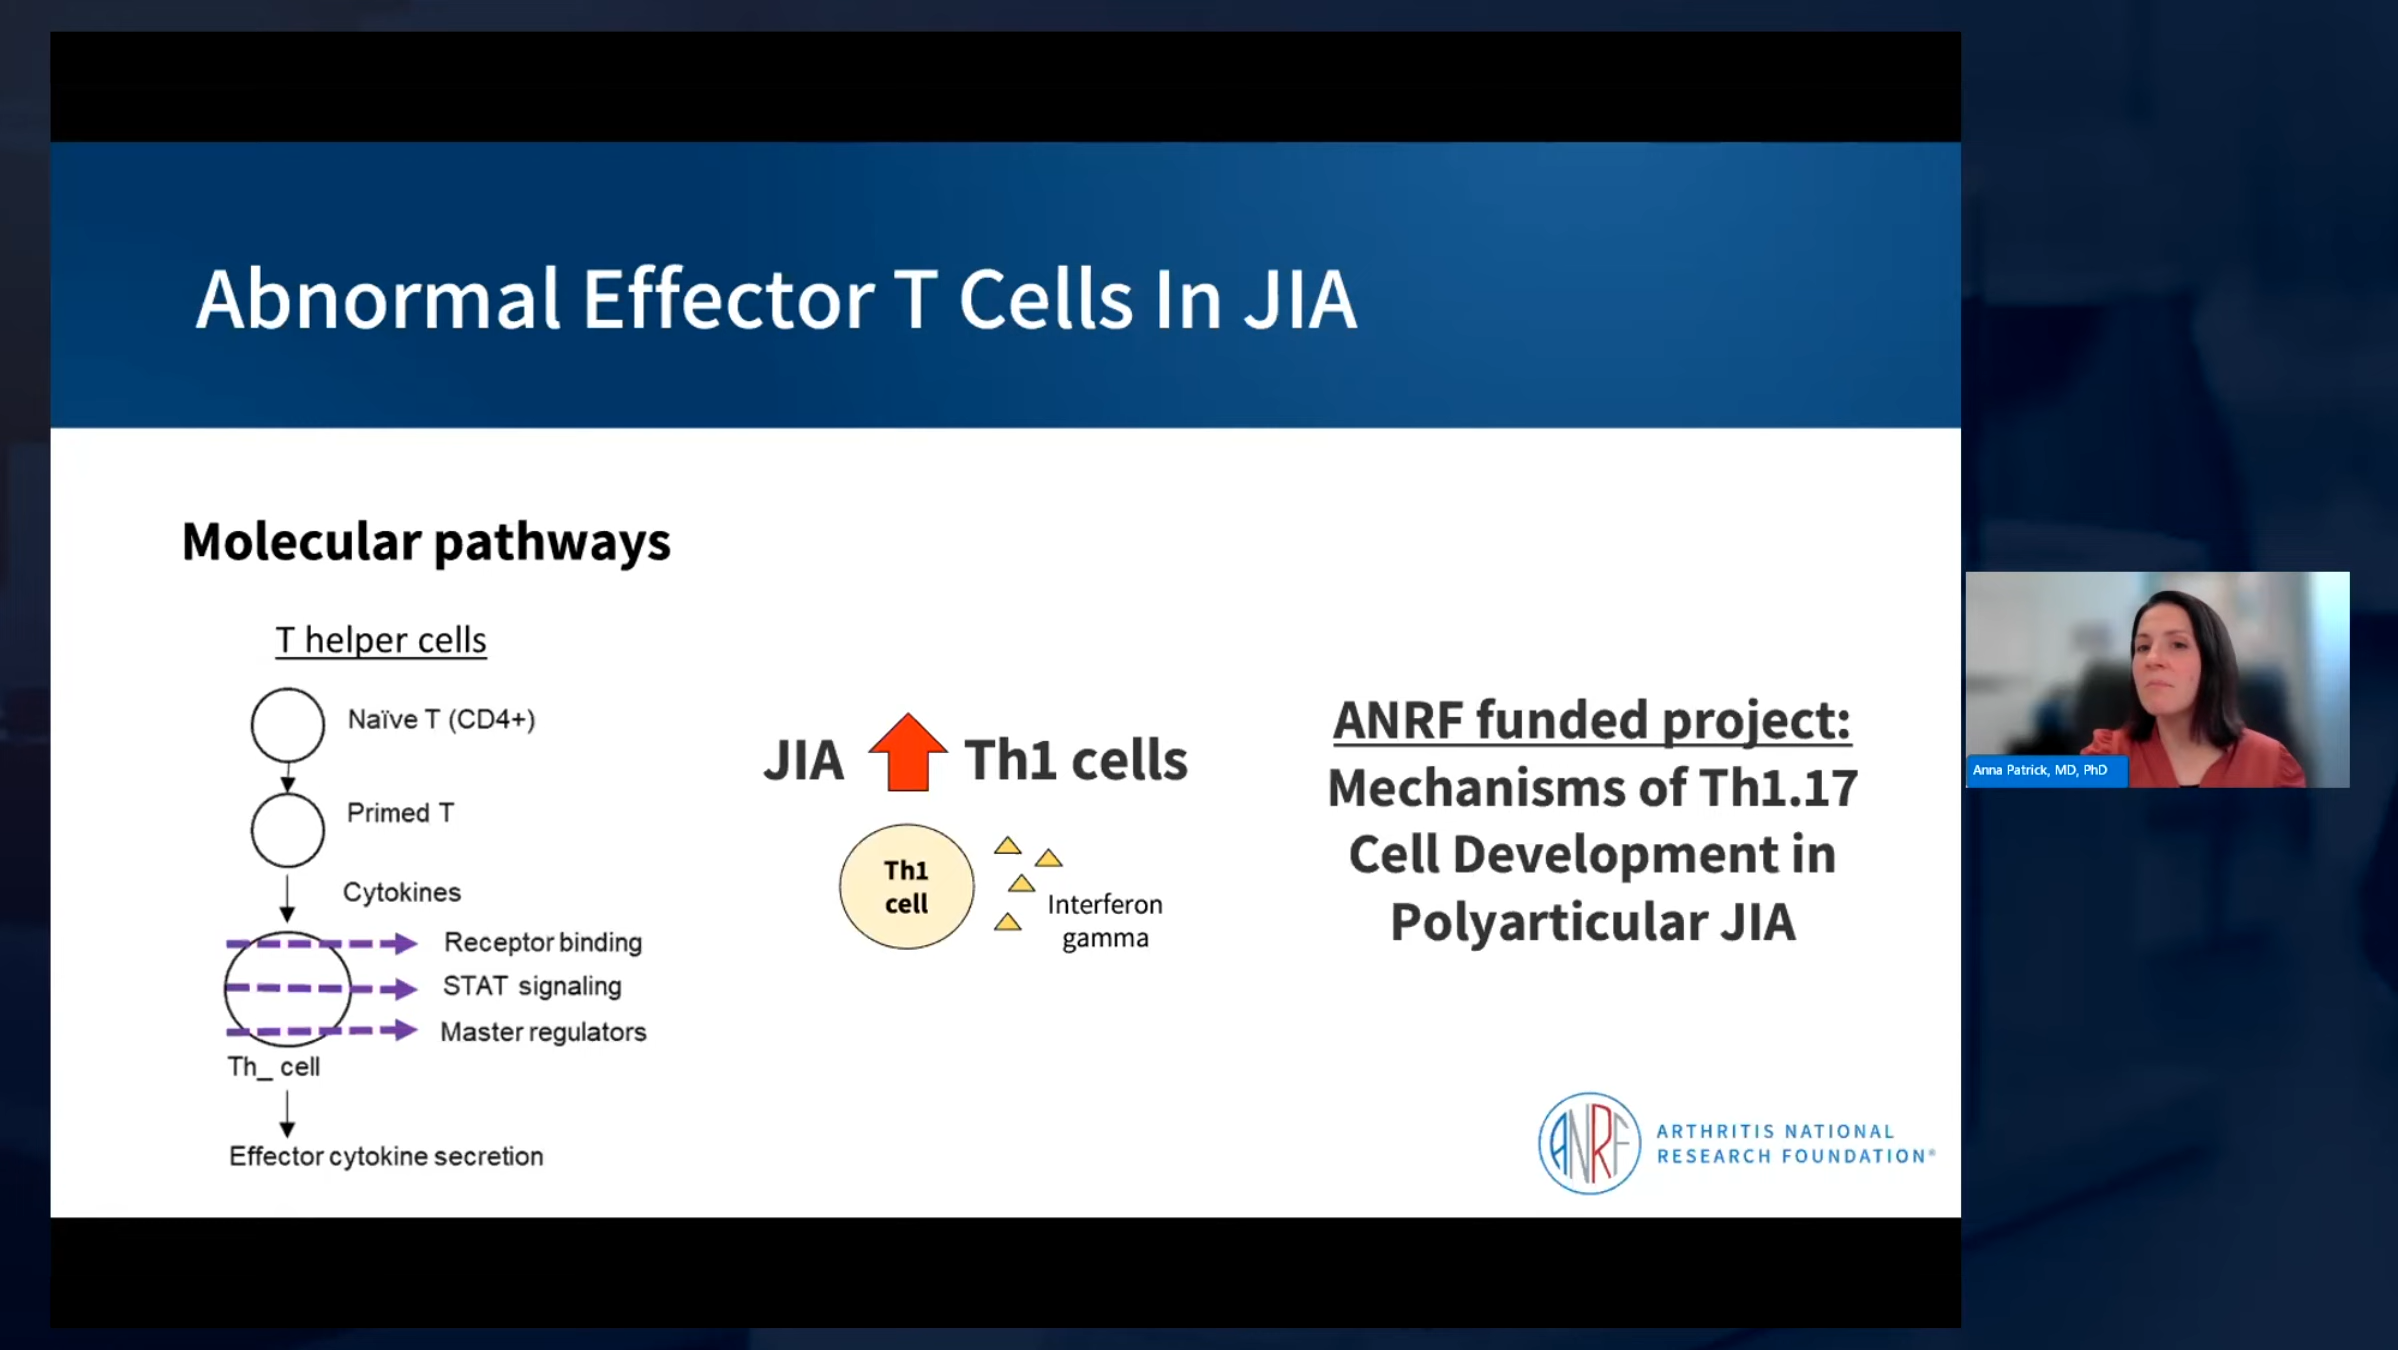 Abnormal Effector T Cells In JIA
Molecular pathways
T helper cells
Naïve T (CD4+)
Primed T
Cytokines
Receptor binding
STAT signaling
Master regulators
Th_ cell
Effector cytokine secretion
JIA Th1 cells
Th1
cell
Interferon
gamma
ANRF funded project:
Mechanisms of Th1.17
Cell Development in
Polyarticular JIA
ANRF
ARTHRITIS NATIONAL
RESEARCH FOUNDATION®
Anna Patrick, MD, PhD